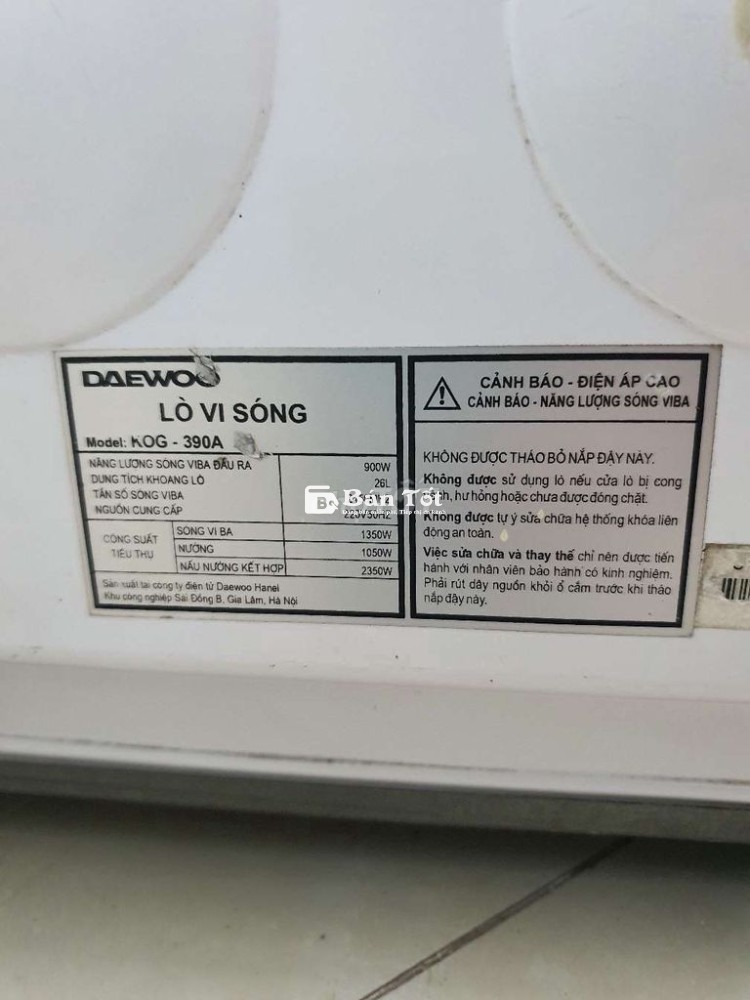 DAEWOO
LÒ VI SÓNG
Model: KOG - 390A
NĂNG LƯỢNG SÓNG VIBA ĐẦU RA 900W
DUNG TÍCH KHOANG LÒ 26L
TẦN SỐ SÓNG VIBA
NGUỒN CUNG CẤP
CÔNG SUẤT TIÊU THỤ
SÓNG VI BA 1350W
NƯỚNG 1050W
NẤU NƯỚNG KẾT HỢP 2350W
Sản xuất tại công ty điện tử Daewoo Hanel
Khu công nghiệp Sài Đồng B, Gia Lâm, Hà Nội
CẢNH BÁO - ĐIỆN ÁP CAO
CẢNH BÁO - NĂNG LƯỢNG SÓNG VIBA
KHÔNG ĐƯỢC THÁO BỎ NẮP ĐẬY NÀY.
Không được sử dụng lò nếu cửa lò bị cong
vênh, hư hỏng hoặc chưa được đóng chặt.
Không được tự ý sửa chữa hệ thống khóa liên
động an toàn.
Việc sửa chữa và thay thế chỉ nên được tiến
hành với nhân viên bảo hành có kinh nghiệm.
Phải rút dây nguồn khỏi ổ cắm trước khi tháo
nắp đậy này.
Bán Tốt